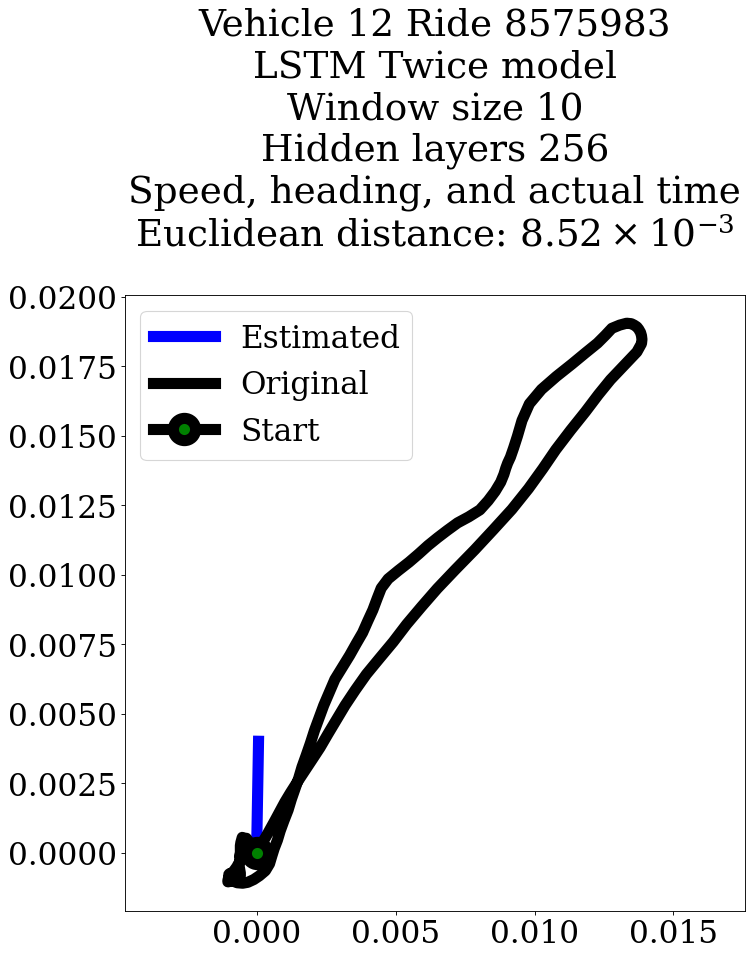 Vehicle 12 Ride 8575983
LSTM Twice model
Window size 10
Hidden layers 256
Speed, heading, and actual time
Euclidean distance: 8.52 × 10⁻³
0.0200
0.0175
0.0150
0.0125
0.0100
0.0075
0.0050
0.0025
0.0000
Estimated
Original
Start
0.000 0.005 0.010 0.015